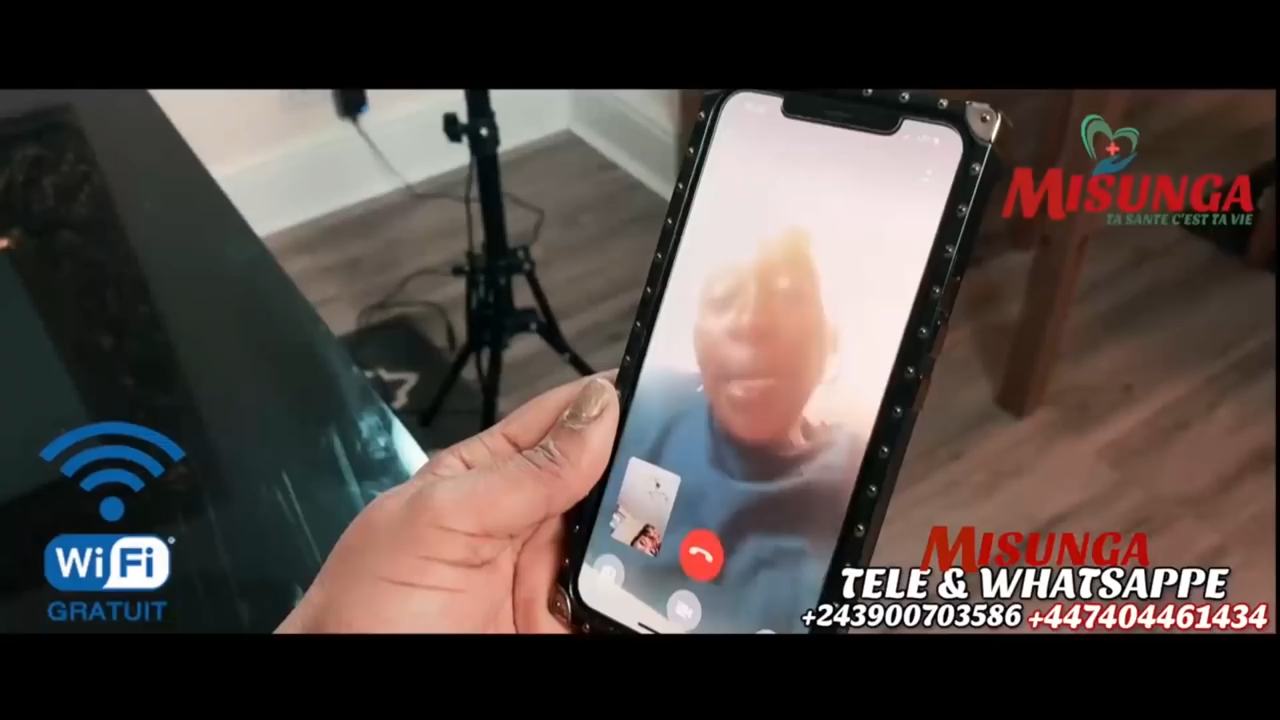 MISUNGA
TA SANTE C'EST TA VIE
Wi Fi
GRATUIT
MISUNGA
TELE & WHATSAPPE
+243900703586 +447404461434